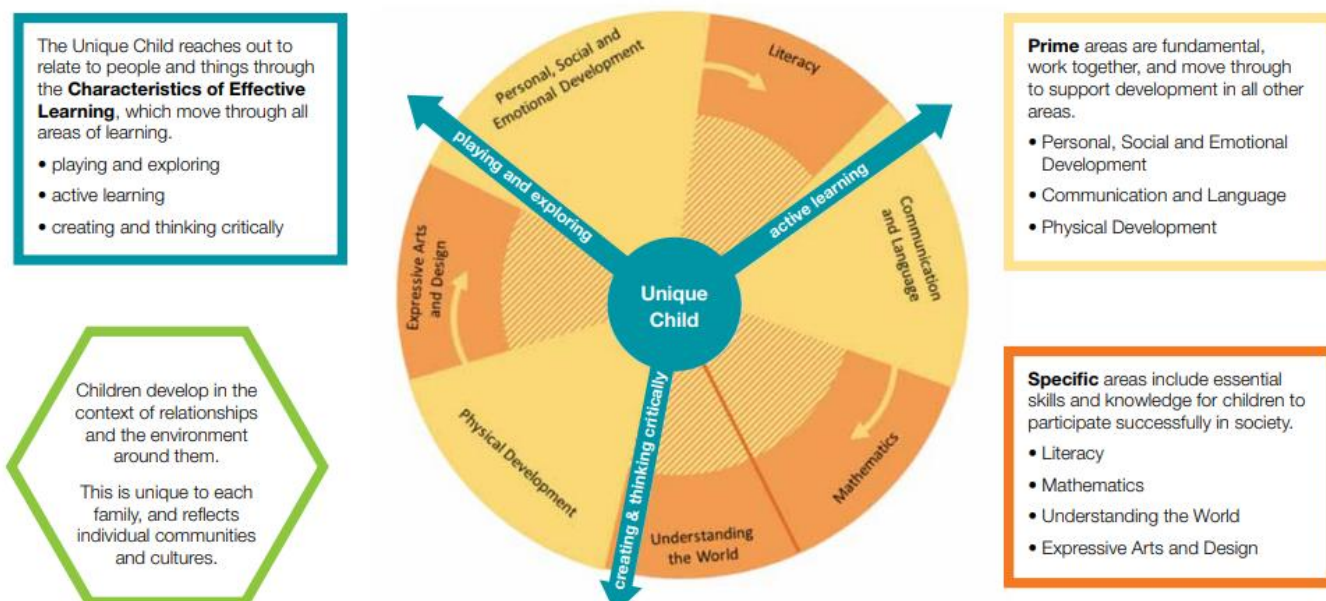 The Unique Child reaches out to
relate to people and things through
the Characteristics of Effective
Learning, which move through all
areas of learning.
• playing and exploring
• active learning
• creating and thinking critically
Children develop in the
context of relationships
and the environment
around them.
This is unique to each
family, and reflects
individual communities
and cultures.
Personal, Social and
Emotional Development
Literacy
Communication
and Language
Mathematics
Understanding
the World
Physical Development
Expressive Arts
and Design
playing and exploring
active learning
creating & thinking critically
Unique
Child
Prime areas are fundamental,
work together, and move through
to support development in all other
areas.
• Personal, Social and Emotional
Development
• Communication and Language
• Physical Development
Specific areas include essential
skills and knowledge for children to
participate successfully in society.
• Literacy
• Mathematics
• Understanding the World
• Expressive Arts and Design